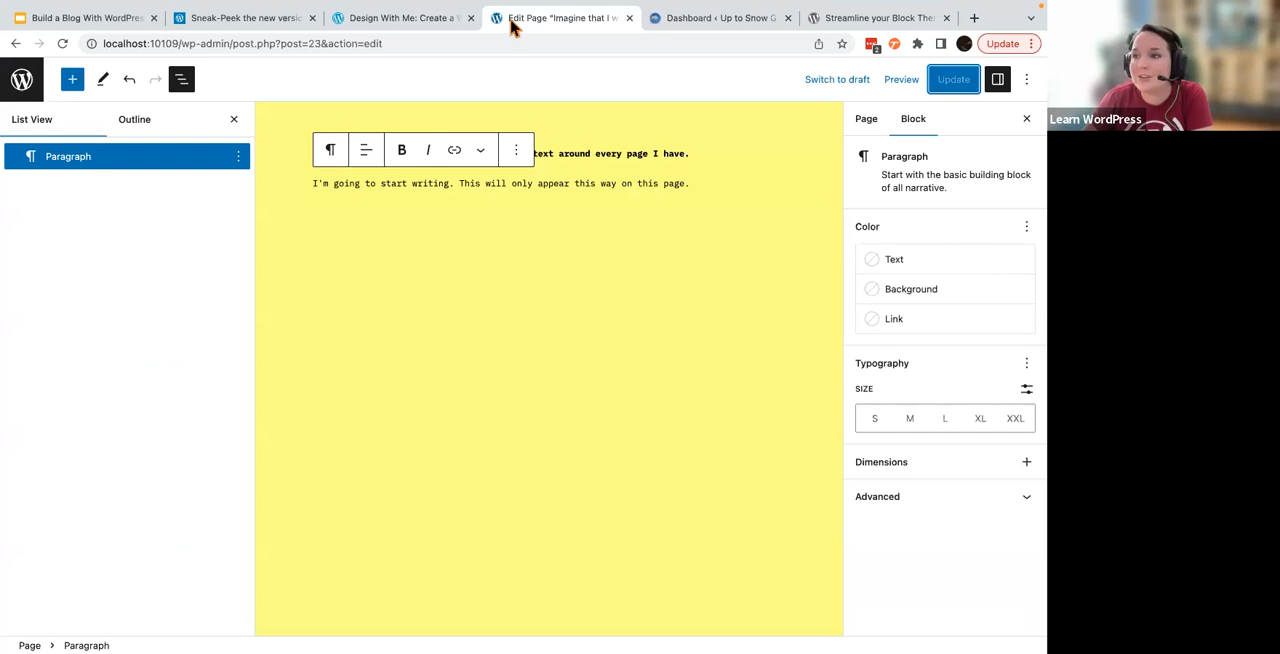 Build a Blog With WordPres
Sneak-Peek the new versio
Design With Me: Create a W
Edit Page "Imagine that I w
Dashboard ‹ Up to Snow G
Streamline your Block The
localhost:10109/wp-admin/post.php?post=23&action=edit
2
Update
Switch to draft
Preview
Update
List View
Outline
Page
Block
Learn WordPress
Paragraph
B I
text around every page I have.
I'm going to start writing. This will only appear this way on this page.
Paragraph
Start with the basic building block
of all narrative.
Color
Text
Background
Link
Typography
SIZE
S M L XL XXL
Dimensions
Advanced
Page > Paragraph